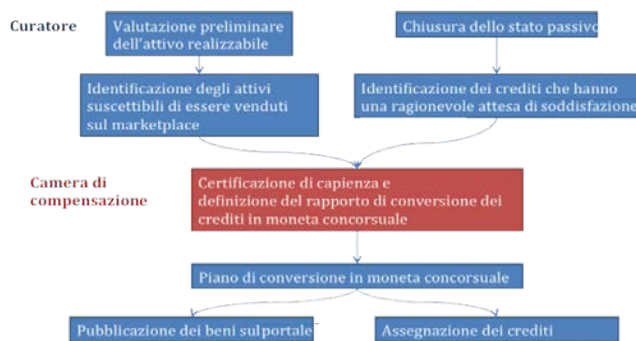 Curatore
Valutazione preliminare
dell'attivo realizzabile
Chiusura dello stato passivo
Identificazione degli attivi
suscettibili di essere venduti
sul marketplace
Identificazione dei crediti che hanno
una ragionevole attesa di soddisfazione
Camera di
compensazione
Certificazione di capienza e
definizione del rapporto di conversione dei
crediti in moneta concorsuale
Piano di conversione in moneta concorsuale
Pubblicazione dei beni sul portale
Assegnazione dei crediti